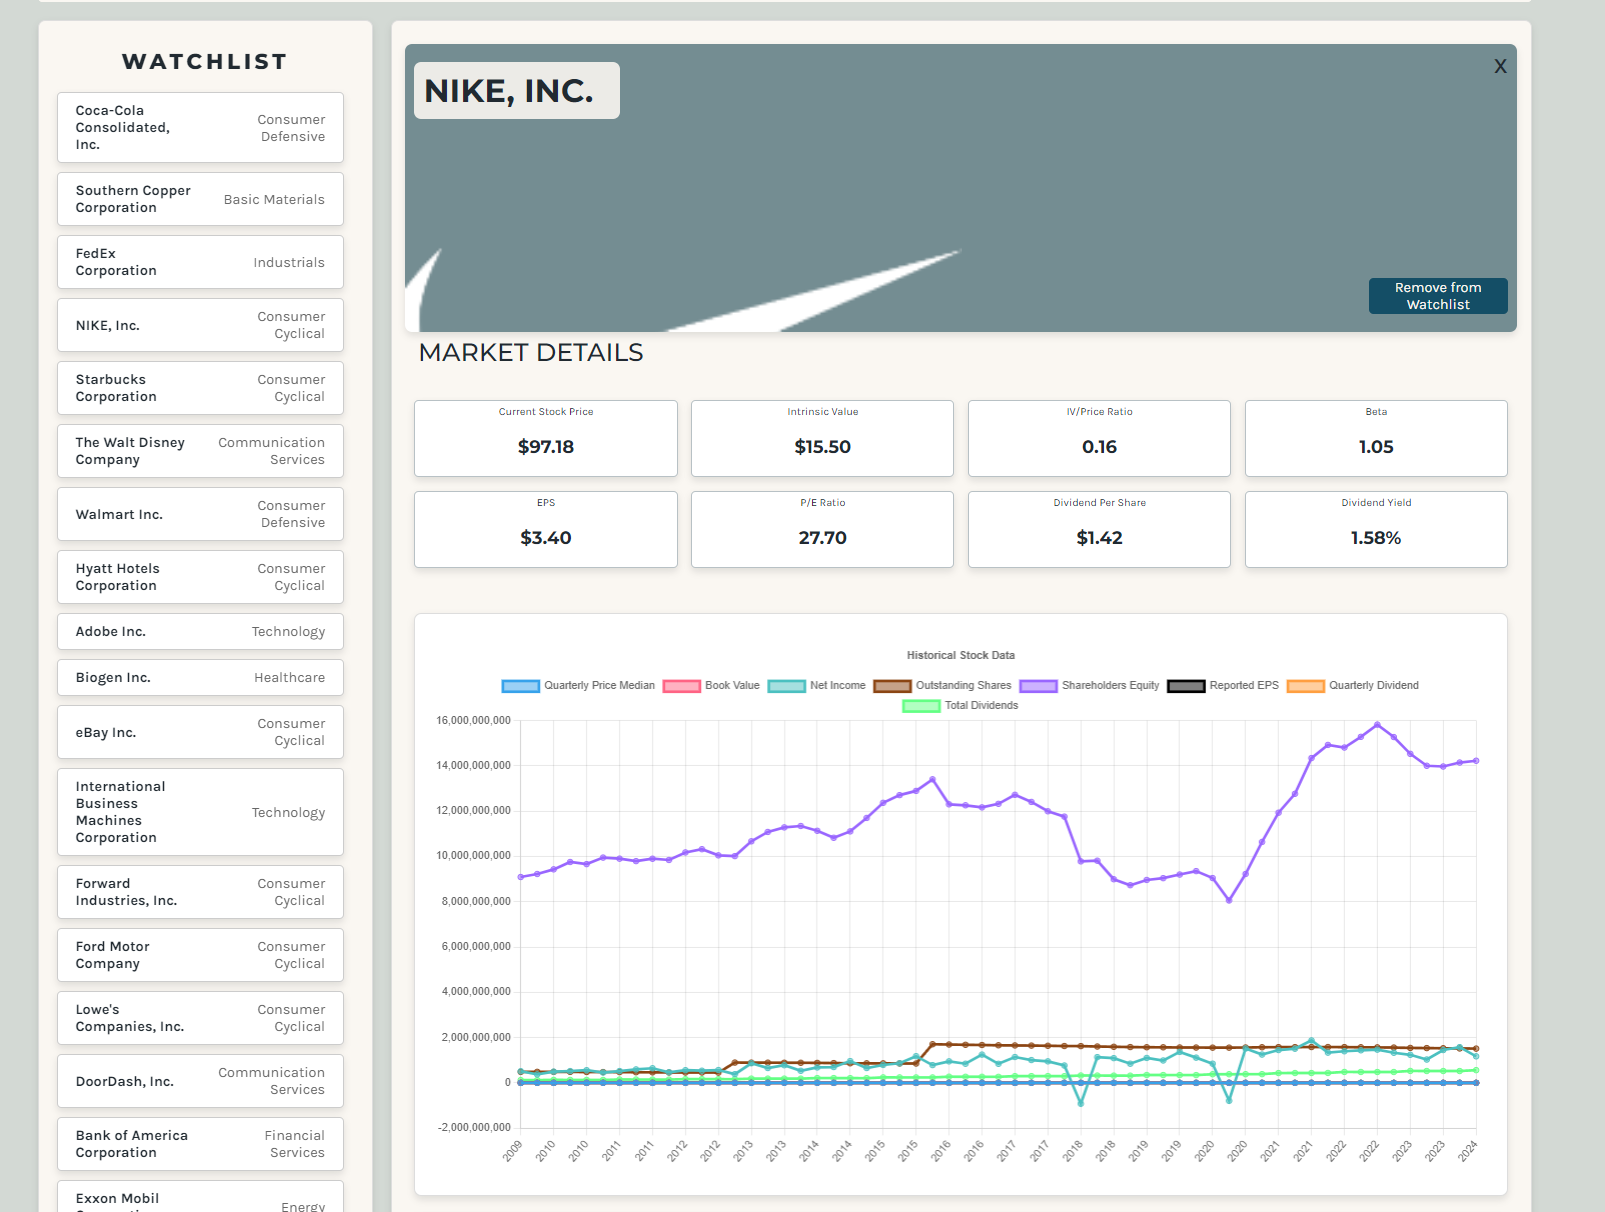 WATCHLIST
Coca-Cola
Consolidated,
Inc.
Consumer
Defensive
Southern Copper
Corporation
Basic Materials
FedEx
Corporation
Industrials
NIKE, Inc.
Consumer
Cyclical
Starbucks
Corporation
Consumer
Cyclical
The Walt Disney
Company
Communication
Services
Walmart Inc.
Consumer
Defensive
Hyatt Hotels
Corporation
Consumer
Cyclical
Adobe Inc.
Technology
Biogen Inc.
Healthcare
eBay Inc.
Consumer
Cyclical
International
Business
Machines
Corporation
Technology
Forward
Industries, Inc.
Consumer
Cyclical
Ford Motor
Company
Consumer
Cyclical
Lowe's
Companies, Inc.
Consumer
Cyclical
DoorDash, Inc.
Communication
Services
Bank of America
Corporation
Financial
Services
Exxon Mobil
Energy
NIKE, INC.
X
Remove from
Watchlist
MARKET DETAILS
Current Stock Price
$97.18
Intrinsic Value
$15.50
IV/Price Ratio
0.16
Beta
1.05
EPS
$3.40
P/E Ratio
27.70
Dividend Per Share
$1.42
Dividend Yield
1.58%
Historical Stock Data
Quarterly Price Median Book Value Net Income Outstanding Shares Shareholders Equity Reported EPS Quarterly Dividend
Total Dividends
16,000,000,000
14,000,000,000
12,000,000,000
10,000,000,000
8,000,000,000
6,000,000,000
4,000,000,000
2,000,000,000
0
-2,000,000,000
2009 2010 2010 2011 2011 2012 2012 2013 2013 2014 2014 2015 2015 2016 2016 2017 2017 2018 2018 2019 2019 2020 2020 2021 2021 2022 2022 2023 2023 2024